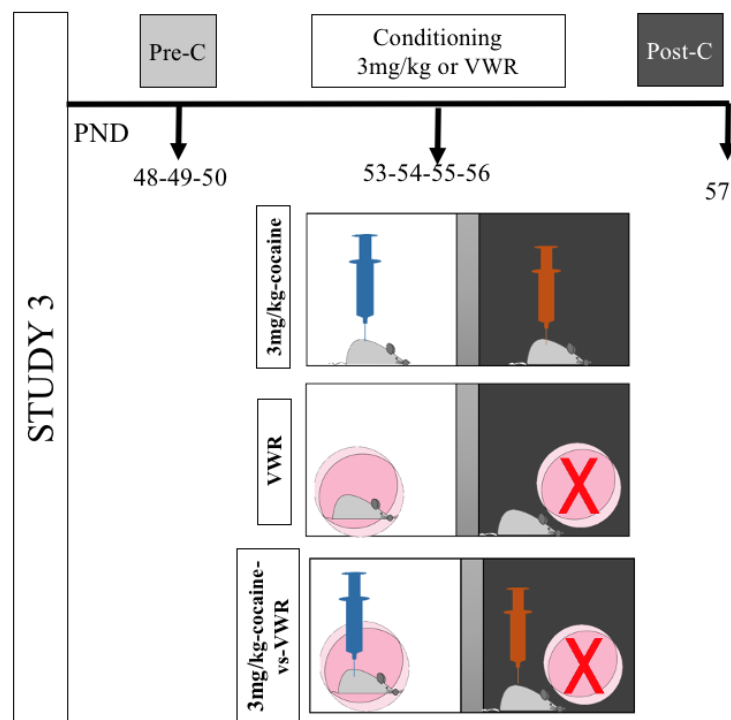 STUDY 3
Pre-C
Conditioning
3mg/kg or VWR
Post-C
PND
48-49-50
53-54-55-56
57
3mg/kg-cocaine
VWR
X
3mg/kg-cocaine-
vs-VWR
X